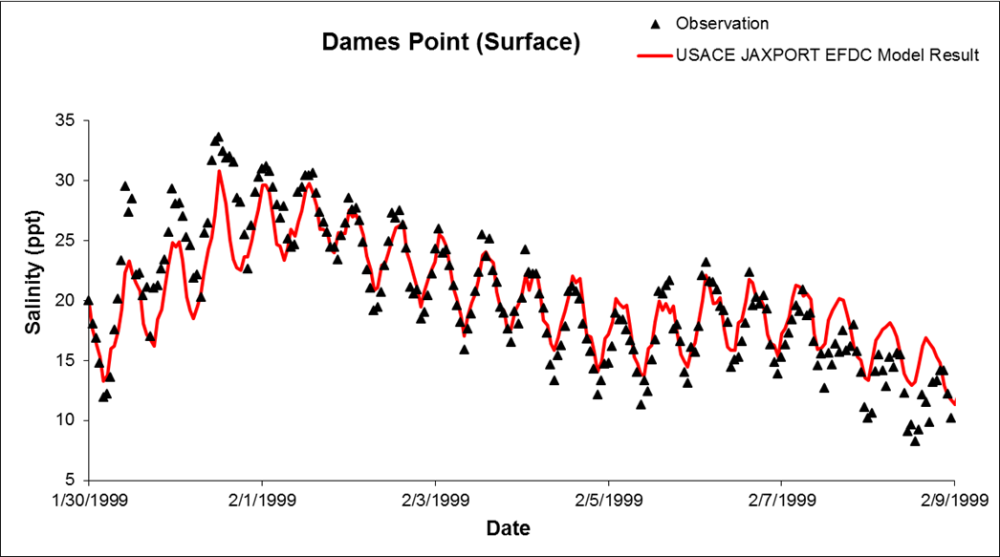 Dames Point (Surface)
Observation
USACE JAXPORT EFDC Model Result
Salinity (ppt)
35
30
25
20
15
10
5
1/30/1999
2/1/1999
2/3/1999
2/5/1999
2/7/1999
2/9/1999
Date